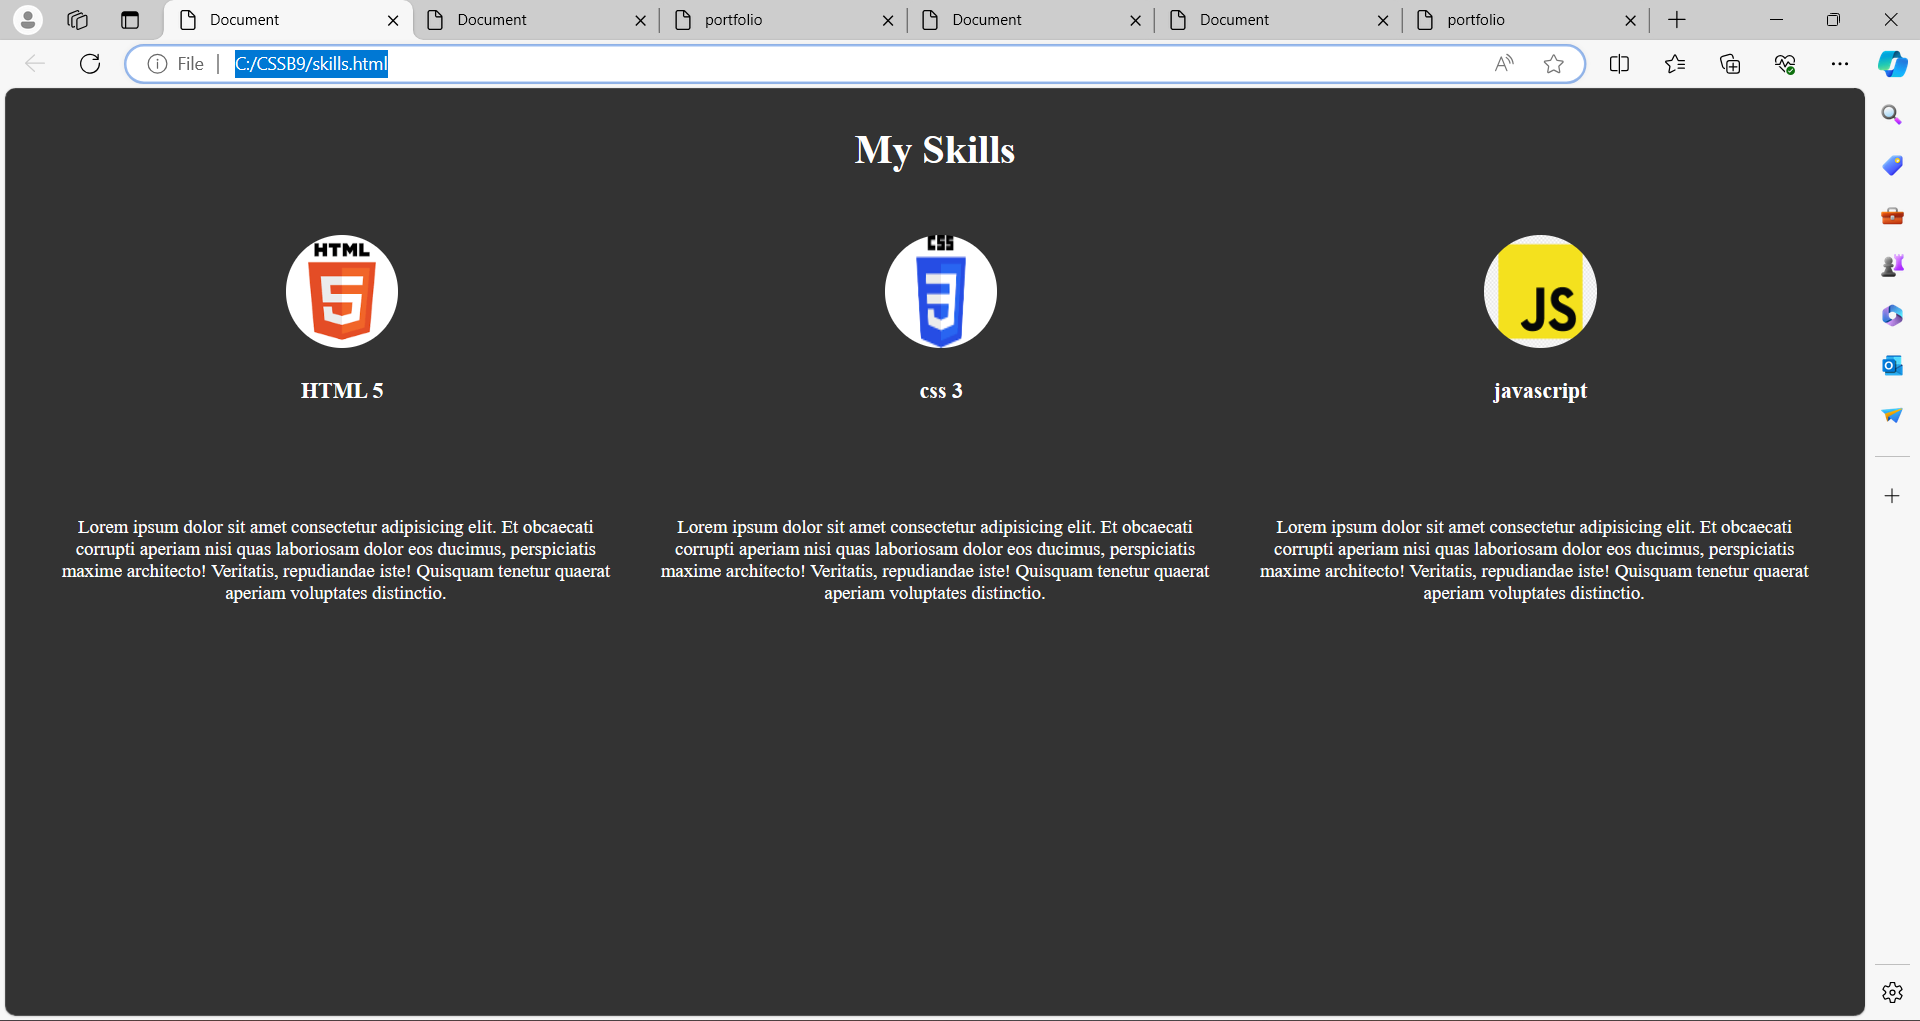 Document
Document
portfolio
Document
Document
portfolio
File
C:/CSSB9/skills.html
My Skills
HTML
5
CSS
3
JS
HTML 5
css 3
javascript
Lorem ipsum dolor sit amet consectetur adipisicing elit. Et obcaecati
corrupti aperiam nisi quas laboriosam dolor eos ducimus, perspiciatis
maxime architecto! Veritatis, repudiandae iste! Quisquam tenetur quaerat
aperiam voluptates distinctio.
Lorem ipsum dolor sit amet consectetur adipisicing elit. Et obcaecati
corrupti aperiam nisi quas laboriosam dolor eos ducimus, perspiciatis
maxime architecto! Veritatis, repudiandae iste! Quisquam tenetur quaerat
aperiam voluptates distinctio.
Lorem ipsum dolor sit amet consectetur adipisicing elit. Et obcaecati
corrupti aperiam nisi quas laboriosam dolor eos ducimus, perspiciatis
maxime architecto! Veritatis, repudiandae iste! Quisquam tenetur quaerat
aperiam voluptates distinctio.